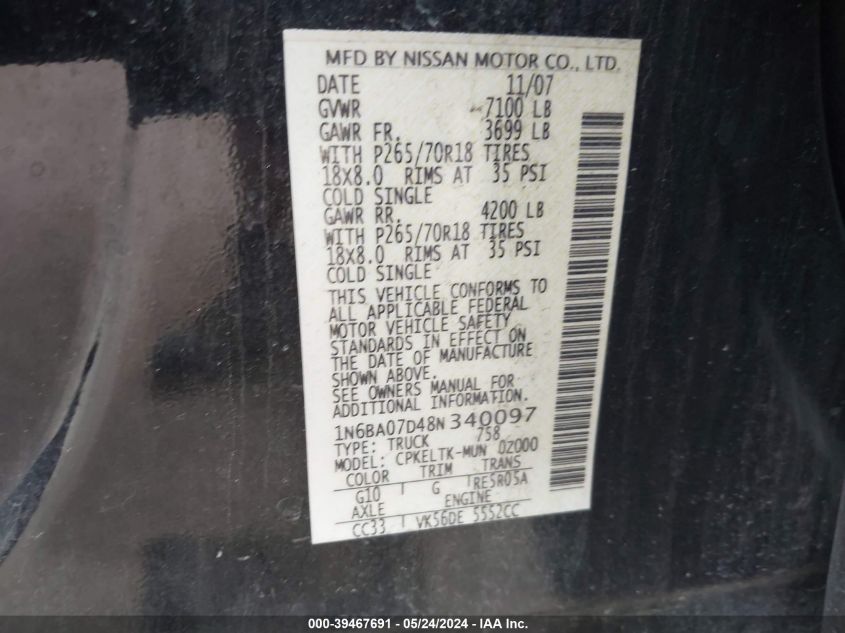 MFD BY NISSAN MOTOR CO., LTD.
DATE 11/07
GVWR 7100 LB
GAWR FR. 3699 LB
WITH P265/70R18 TIRES
18X8.0 RIMS AT 35 PSI
COLD SINGLE
GAWR RR. 4200 LB
WITH P265/70R18 TIRES
18X8.0 RIMS AT 35 PSI
COLD SINGLE
THIS VEHICLE CONFORMS TO
ALL APPLICABLE FEDERAL
MOTOR VEHICLE SAFETY
STANDARDS IN EFFECT ON
THE DATE OF MANUFACTURE
SHOWN ABOVE.
SEE OWNERS MANUAL FOR
ADDITIONAL INFORMATION.
1N6BA07D48N340097
TYPE: TRUCK 758
MODEL: CPKELTK-MUN 0Z000
COLOR TRIM TRANS
G10 G RE5R05A
AXLE ENGINE
CC33 VK56DE 5552CC
000-39467691 / 05/24/2024 - IAA Inc.